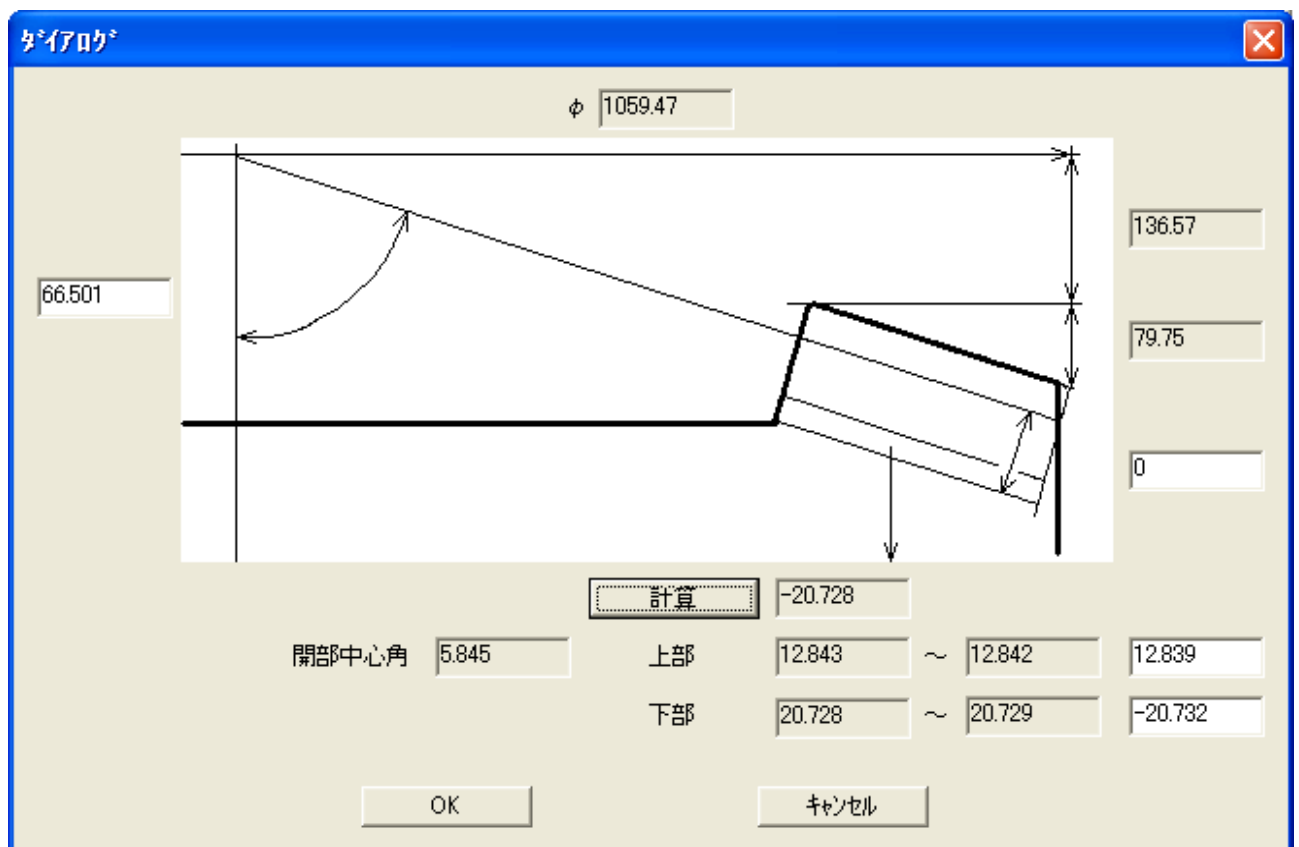 ﾀﾞｲｱﾛｸﾞ
φ 1059.47
136.57
66.501
79.75
0
計算 -20.728
開部中心角 5.845 上部 12.843 ～ 12.842 12.839
下部 20.728 ～ 20.729 -20.732
OK ｷｬﾝｾﾙ